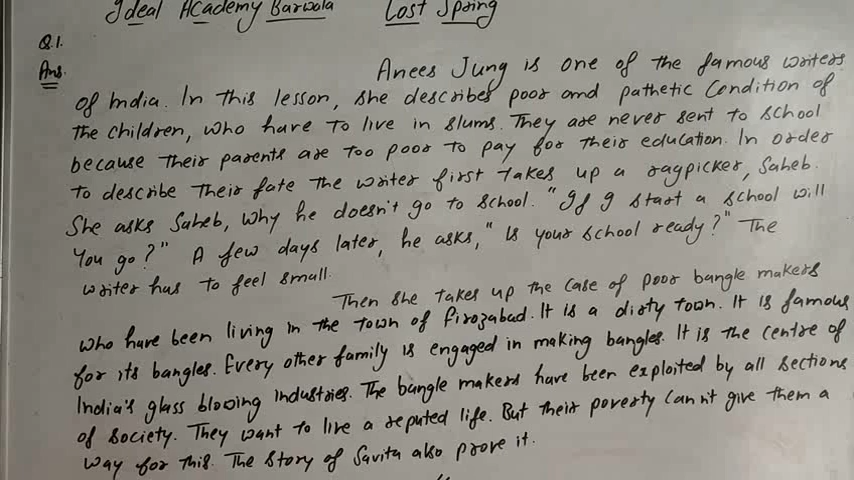 Ideal Academy Barwala Lost Spring
Q.1.
Ans. Anees Jung is one of the famous writers
of India. In this lesson, she describes poor and pathetic Condition of
the children, who have to live in slums. They are never sent to school
because their parents are too poor to pay for their education. In order
to describe their fate the writer first takes up a ragpicker, Saheb.
She asks Saheb, why he doesn't go to school. "If I start a school will
You go?" A few days later, he asks, "Is your school ready?" The
writer has to feel small.
Then she takes up the case of poor bangle makers
who have been living in the town of Firozabad. It is a dirty town. It is famous
for its bangles. Every other family is engaged in making bangles. It is the centre of
India's glass blowing industries. The bangle makers have been exploited by all sections
of society. They want to live a reputed life. But their poverty can n't give them a
way for this. The story of Savita also prove it.